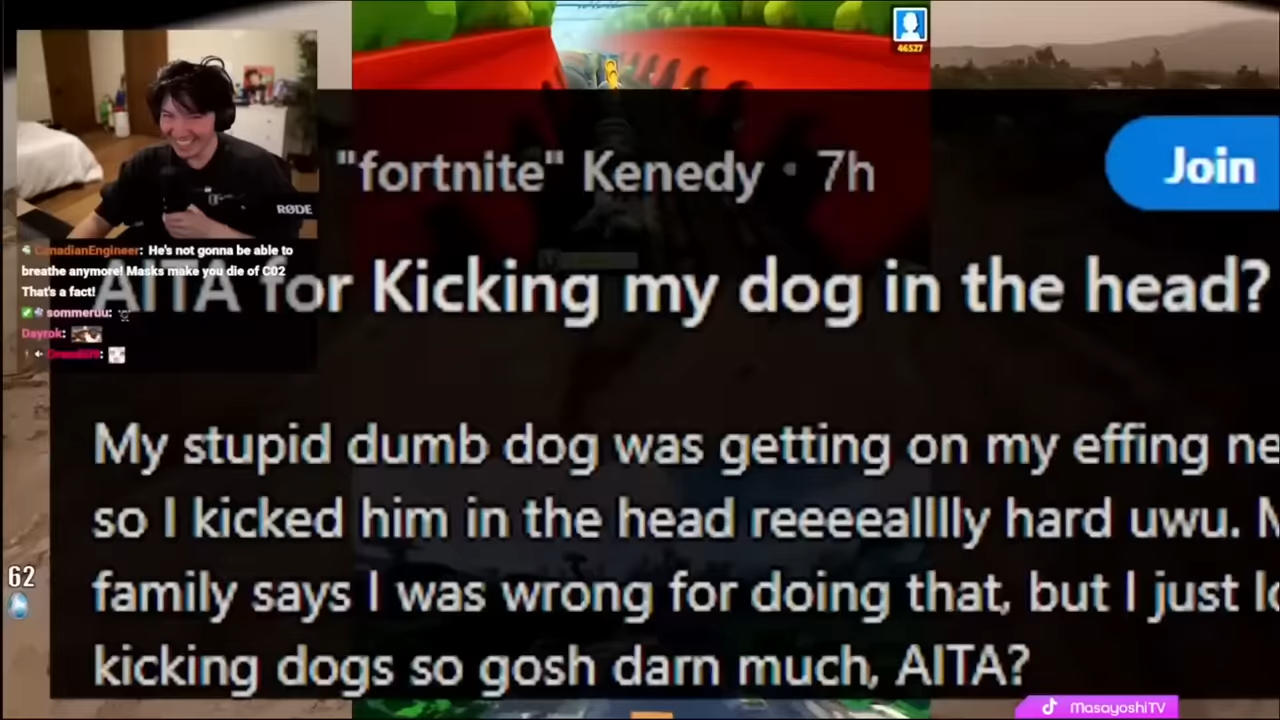 46527
"fortnite" Kenedy • 7h
Join
RØDE
CanadianEngineer: He's not gonna be able to
breathe anymore! Masks make you die of C02
That's a fact!
AITA for Kicking my dog in the head?
sommeruu:
Dayrok:
My stupid dumb dog was getting on my effing ne
so I kicked him in the head reeeeallllly hard uwu. M
62
family says I was wrong for doing that, but I just lo
kicking dogs so gosh darn much, AITA?
MasayoshiTV